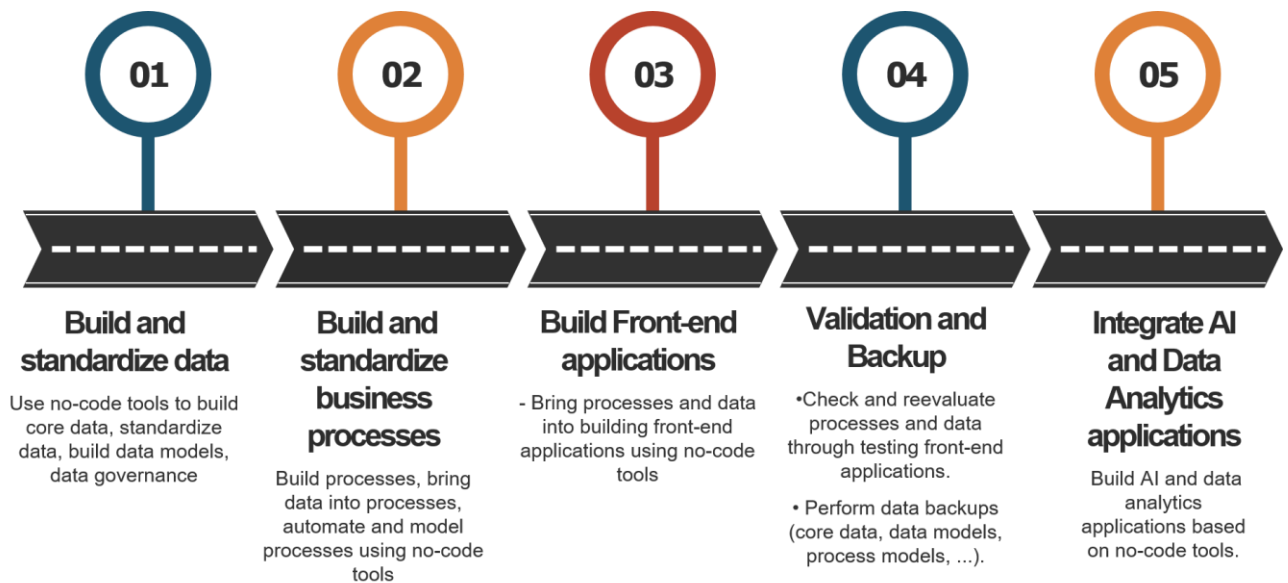 01
02
03
04
05
Build and
standardize data
Use no-code tools to build
core data, standardize
data, build data models,
data governance
Build and
standardize
business
processes
Build processes, bring
data into processes,
automate and model
processes using no-code
tools
Build Front-end
applications
- Bring processes and data
into building front-end
applications using no-code
tools
Validation and
Backup
•Check and reevaluate
processes and data
through testing front-end
applications.
• Perform data backups
(core data, data models,
process models, ...).
Integrate AI
and Data
Analytics
applications
Build AI and data
analytics
applications based
on no-code tools.